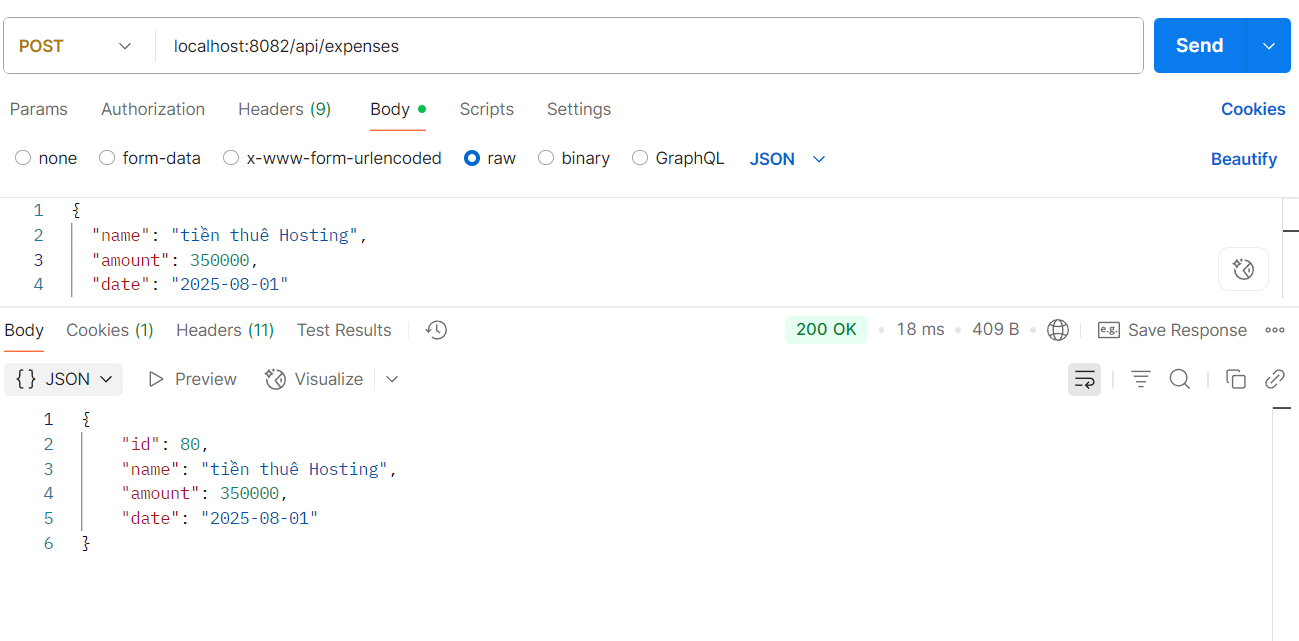 POST localhost:8082/api/expenses Send
Params Authorization Headers (9) Body Scripts Settings Cookies
none form-data x-www-form-urlencoded raw binary GraphQL JSON Beautify
1 {
2 "name": "tiền thuê Hosting",
3 "amount": 350000,
4 "date": "2025-08-01"
Body Cookies (1) Headers (11) Test Results 200 OK 18 ms 409 B e.g. Save Response
{} JSON Preview Visualize
1 {
2 "id": 80,
3 "name": "tiền thuê Hosting",
4 "amount": 350000,
5 "date": "2025-08-01"
6 }